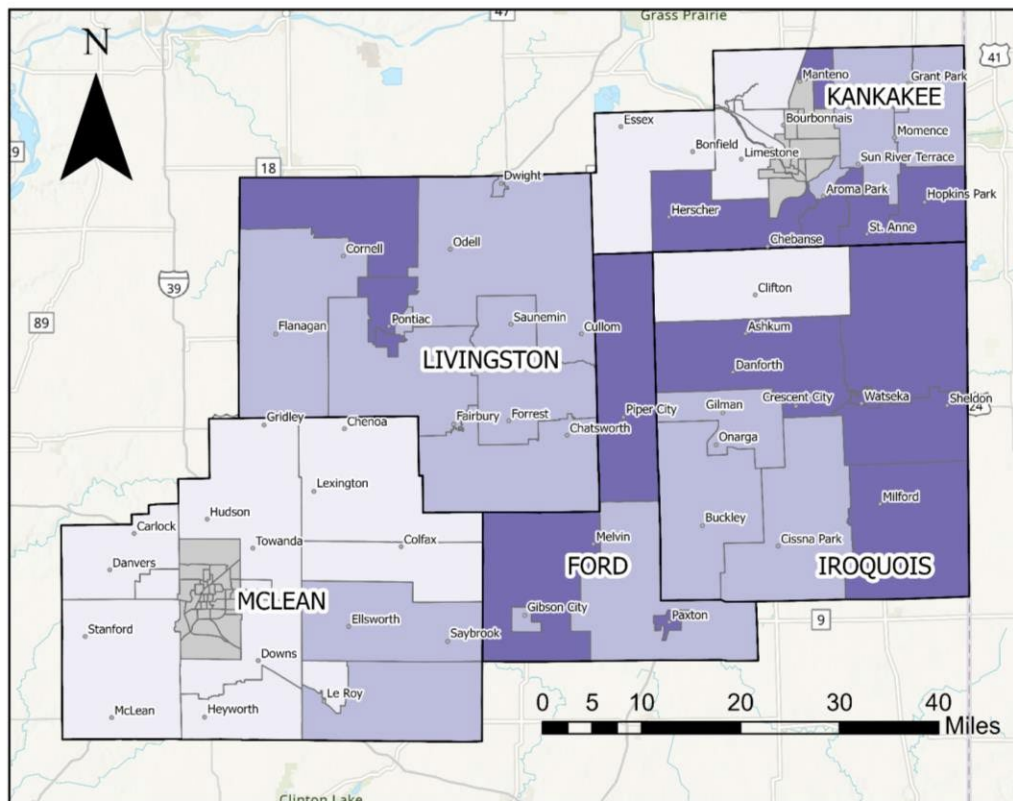 Grass Prairie
47
N
41
Manteno
Grant Park
KANKAKEE
Essex
Bourbonnais
Momence
9
Bonfield
Limestone
Sun River Terrace
18
Dwight
Aroma Park
Hopkins Park
Herscher
St. Anne
Chebanse
Cornell
Odell
39
Clifton
89
Flanagan
Pontiac
Saunemin
Cullom
Ashkum
LIVINGSTON
Danforth
Crescent City
Watseka
Sheldon
24
Gridley
Chenoa
Fairbury
Forrest
Chatsworth
Piper City
Gilman
Onarga
Lexington
Milford
Carlock
Hudson
Towanda
Colfax
Melvin
Buckley
Cissna Park
Danvers
FORD
IROQUOIS
MCLEAN
Ellsworth
Gibson City
Paxton
9
Stanford
Saybrook
Downs
Le Roy
McLean
Heyworth
0 5 10 20 30 40
Miles
Clinton Lake